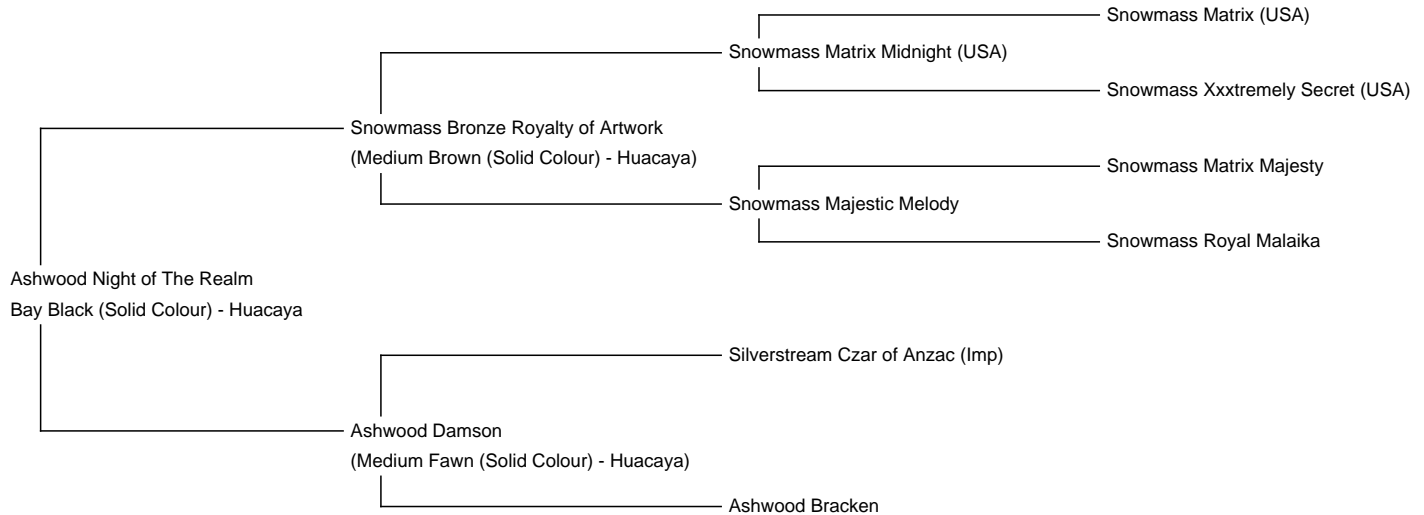 Snowmass Matrix (USA)
Snowmass Matrix Midnight (USA)
Snowmass Xxxtremely Secret (USA)
Snowmass Bronze Royalty of Artwork
(Medium Brown (Solid Colour) - Huacaya)
Snowmass Matrix Majesty
Snowmass Majestic Melody
Snowmass Royal Malaika
Ashwood Night of The Realm
Bay Black (Solid Colour) - Huacaya
Silverstream Czar of Anzac (Imp)
Ashwood Damson
(Medium Fawn (Solid Colour) - Huacaya)
Ashwood Bracken